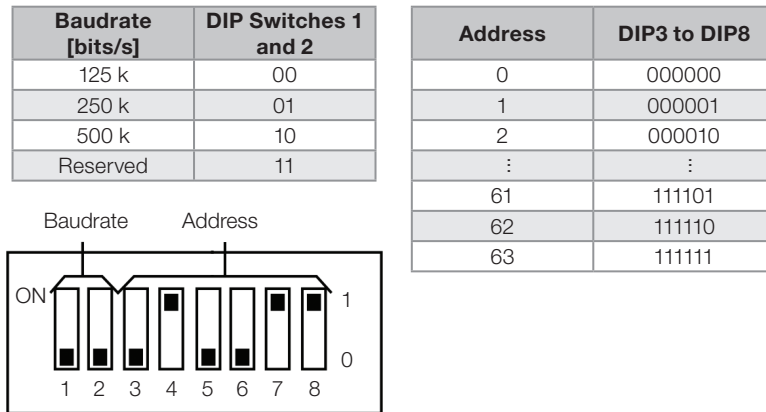 Baudrate [bits/s] DIP Switches 1 and 2
125 k 00
250 k 01
500 k 10
Reserved 11
Address DIP3 to DIP8
0 000000
1 000001
2 000010
⋮ ⋮
61 111101
62 111110
63 111111
Baudrate Address
ON 1
0
1 2 3 4 5 6 7 8